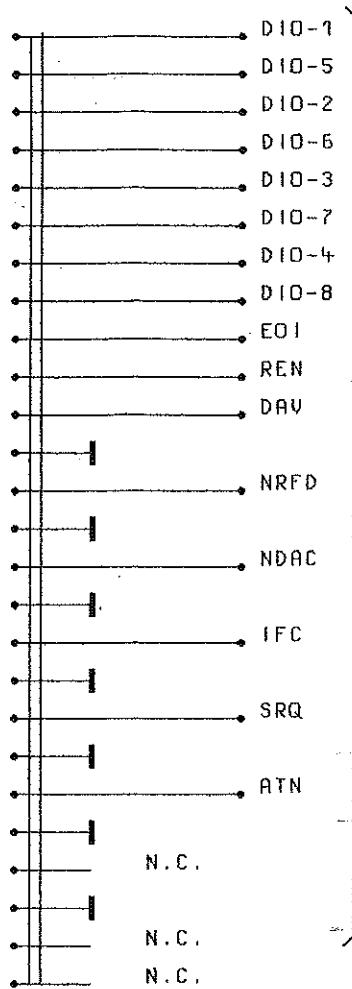 DIO-1
DIO-5
DIO-2
DIO-6
DIO-3
DIO-7
DIO-4
DIO-8
EOI
REN
DAV
NRFD
NDAC
IFC
SRQ
ATN
N.C.
N.C.
N.C.